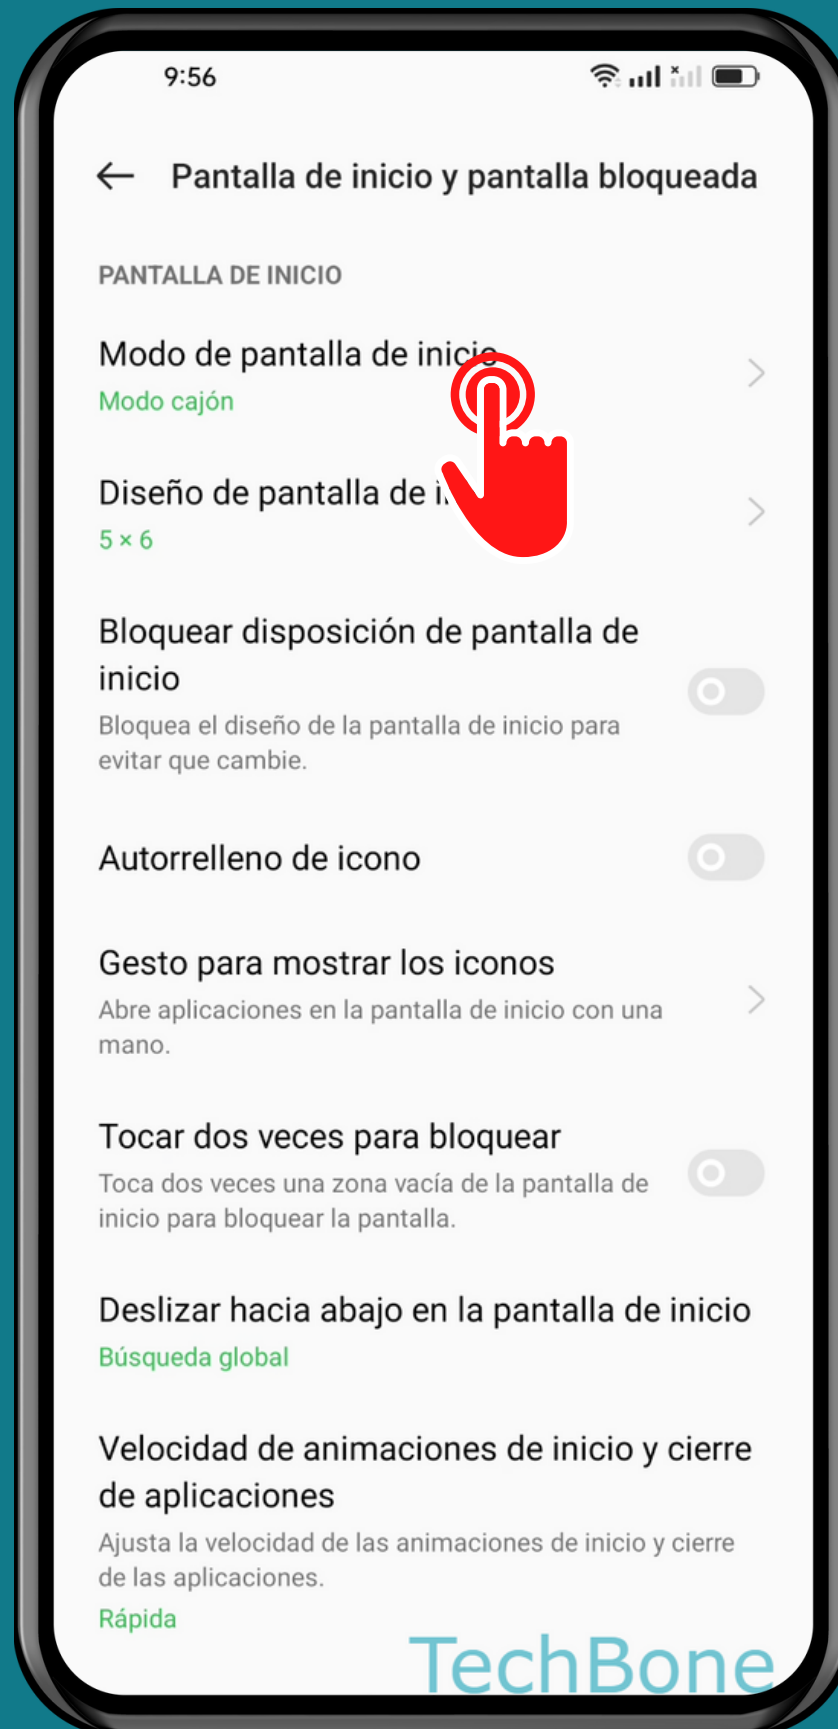 9:56
Pantalla de inicio y pantalla bloqueada
PANTALLA DE INICIO
Modo de pantalla de inicio
Modo cajón
Diseño de pantalla de
5 × 6
Bloquear disposición de pantalla de
inicio
Bloquea el diseño de la pantalla de inicio para
evitar que cambie.
Autorrelleno de icono
Gesto para mostrar los iconos
Abre aplicaciones en la pantalla de inicio con una
mano.
Tocar dos veces para bloquear
Toca dos veces una zona vacía de la pantalla de
inicio para bloquear la pantalla.
Deslizar hacia abajo en la pantalla de inicio
Búsqueda global
Velocidad de animaciones de inicio y cierre
de aplicaciones
Ajusta la velocidad de las animaciones de inicio y cierre
de las aplicaciones.
Rápida
TechBone